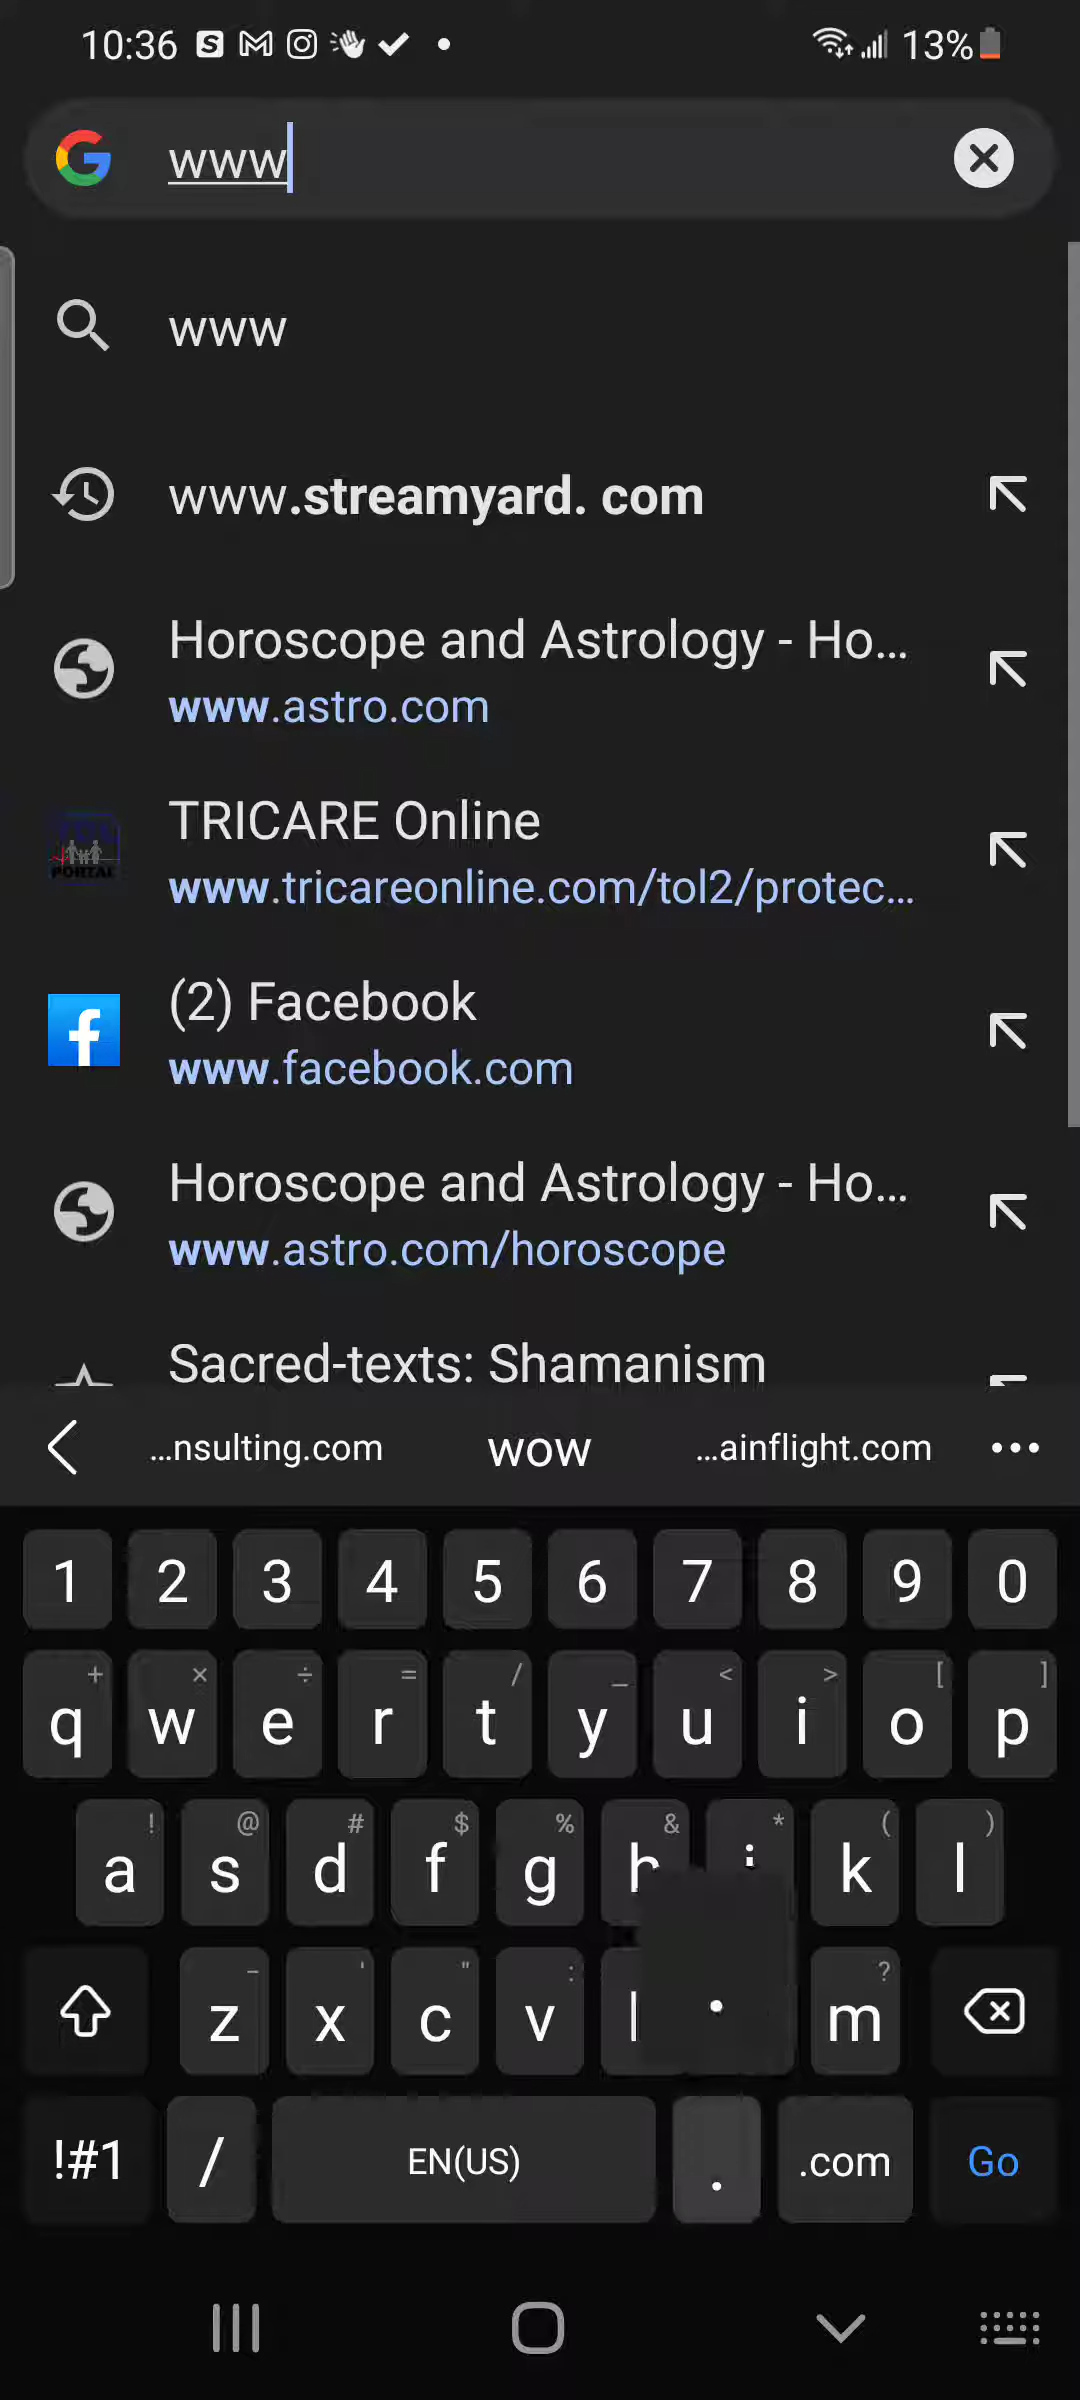 10:36
13%
www
www
www.streamyard. com
Horoscope and Astrology - Ho...
www.astro.com
TRICARE Online
PORTAL
www.tricareonline.com/tol2/protec...
(2) Facebook
www.facebook.com
Horoscope and Astrology - Ho...
www.astro.com/horoscope
Sacred-texts: Shamanism
...nsulting.com wow ...ainflight.com
1 2 3 4 5 6 7 8 9 0
+ × ÷ = / _ < > [ ]
q w e r t y u i o p
! @ # $ % & * ( )
a s d f g h j k l
- ' " : ?
z x c v . m
!#1 / EN(US) . .com Go